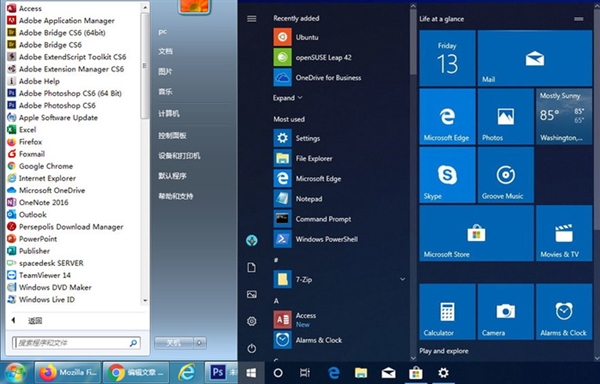 Access
Adobe Application Manager
Adobe Bridge CS6 (64bit)
Adobe Bridge CS6
Adobe ExtendScript Toolkit CS6
Adobe Extension Manager CS6
Adobe Help
Adobe Photoshop CS6 (64 Bit)
Adobe Photoshop CS6
Apple Software Update
Excel
Firefox
Foxmail
Google Chrome
Internet Explorer
Microsoft OneDrive
OneNote 2016
Outlook
Persepolis Download Manager
PowerPoint
Publisher
spacedesk SERVER
TeamViewer 14
Windows DVD Maker
Windows Live ID
返回
搜索程序和文件
pc
文档
图片
音乐
计算机
控制面板
设备和打印机
默认程序
帮助和支持
关机
Mozilla Fi...
编辑文章 ...
Recently added
Ubuntu
openSUSE Leap 42
OneDrive for Business
Expand
Most used
Settings
File Explorer
Microsoft Edge
Notepad
Command Prompt
Windows PowerShell
#
7-Zip
A
Access
New
Alarms & Clock
Life at a glance
Friday
13
Mail
Microsoft Edge
Photos
Mostly Sunny
85°
85°
65°
Washington,...
Skype
Groove Music
Microsoft Store
Movies & TV
Calculator
Camera
Alarms & Clock
Play and explore